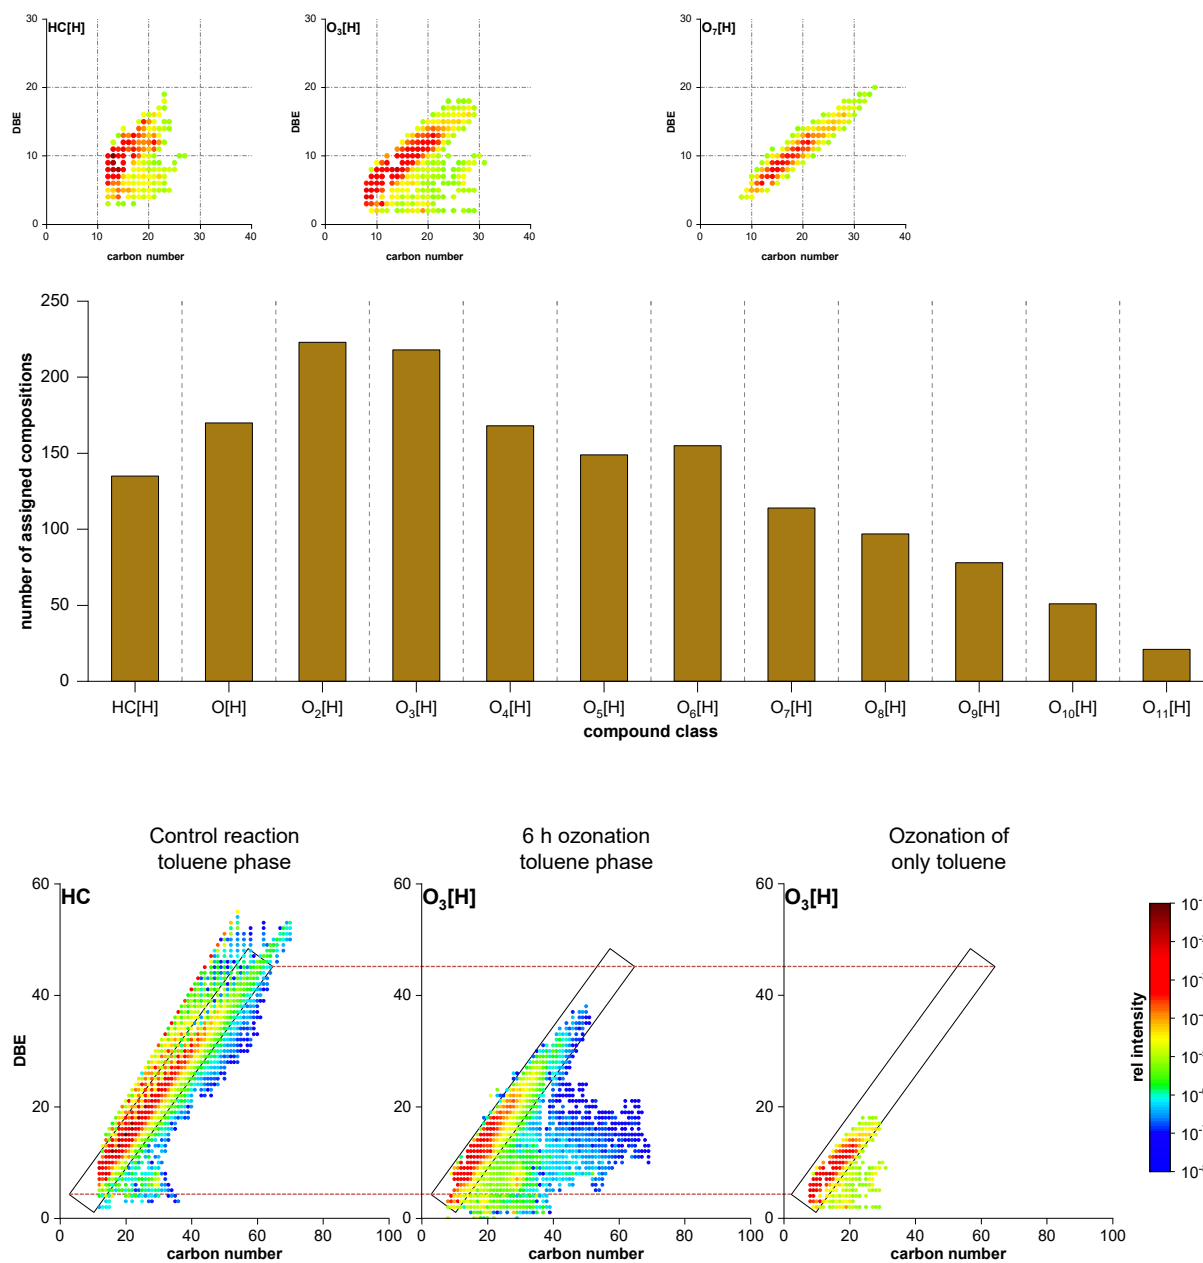 HC[H]
O₃[H]
O₇[H]
30
20
10
0
DBE
0 10 20 30 40
carbon number
30
20
10
0
DBE
0 10 20 30 40
carbon number
30
20
10
0
DBE
0 10 20 30 40
carbon number
250
200
150
100
50
0
number of assigned compositions
HC[H] O[H] O₂[H] O₃[H] O₄[H] O₅[H] O₆[H] O₇[H] O₈[H] O₉[H] O₁₀[H] O₁₁[H]
compound class
Control reaction
toluene phase
6 h ozonation
toluene phase
Ozonation of
only toluene
HC
O₃[H]
O₃[H]
60
40
20
0
DBE
0 20 40 60 80 100
carbon number
60
40
20
0
0 20 40 60 80 100
carbon number
60
40
20
0
0 20 40 60 80 100
carbon number
rel intensity